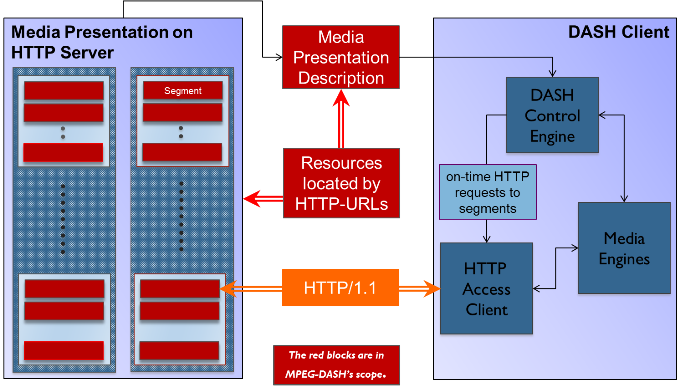 Media Presentation on
HTTP Server
Segment
Media
Presentation
Description
Resources
located by
HTTP-URLs
HTTP/1.1
The red blocks are in
MPEG-DASH's scope.
DASH Client
DASH
Control
Engine
on-time HTTP
requests to
segments
HTTP
Access
Client
Media
Engines